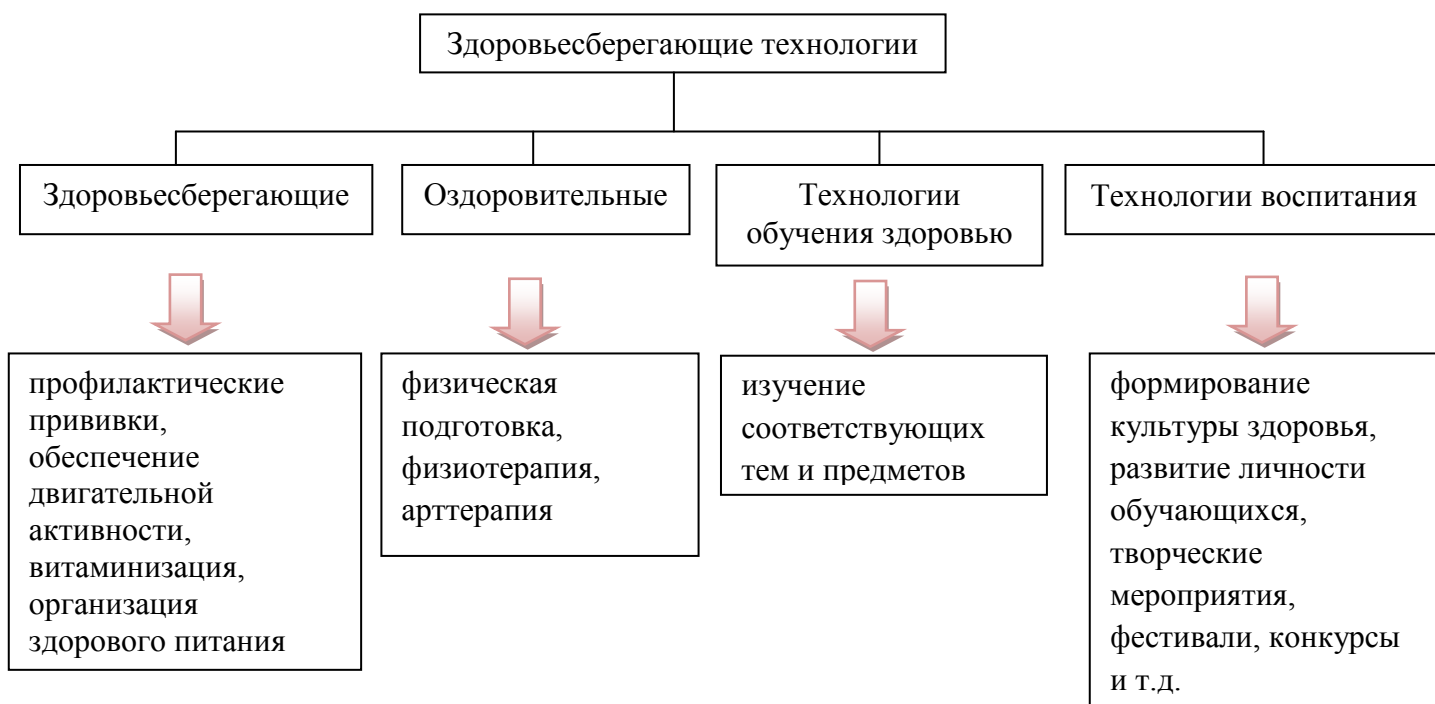 Здоровьесберегающие технологии
Здоровьесберегающие
Оздоровительные
Технологии
обучения здоровью
Технологии воспитания
профилактические
прививки,
обеспечение
двигательной
активности,
витаминизация,
организация
здорового питания
физическая
подготовка,
физиотерапия,
арттерапия
изучение
соответствующих
тем и предметов
формирование
культуры здоровья,
развитие личности
обучающихся,
творческие
мероприятия,
фестивали, конкурсы
и т.д.